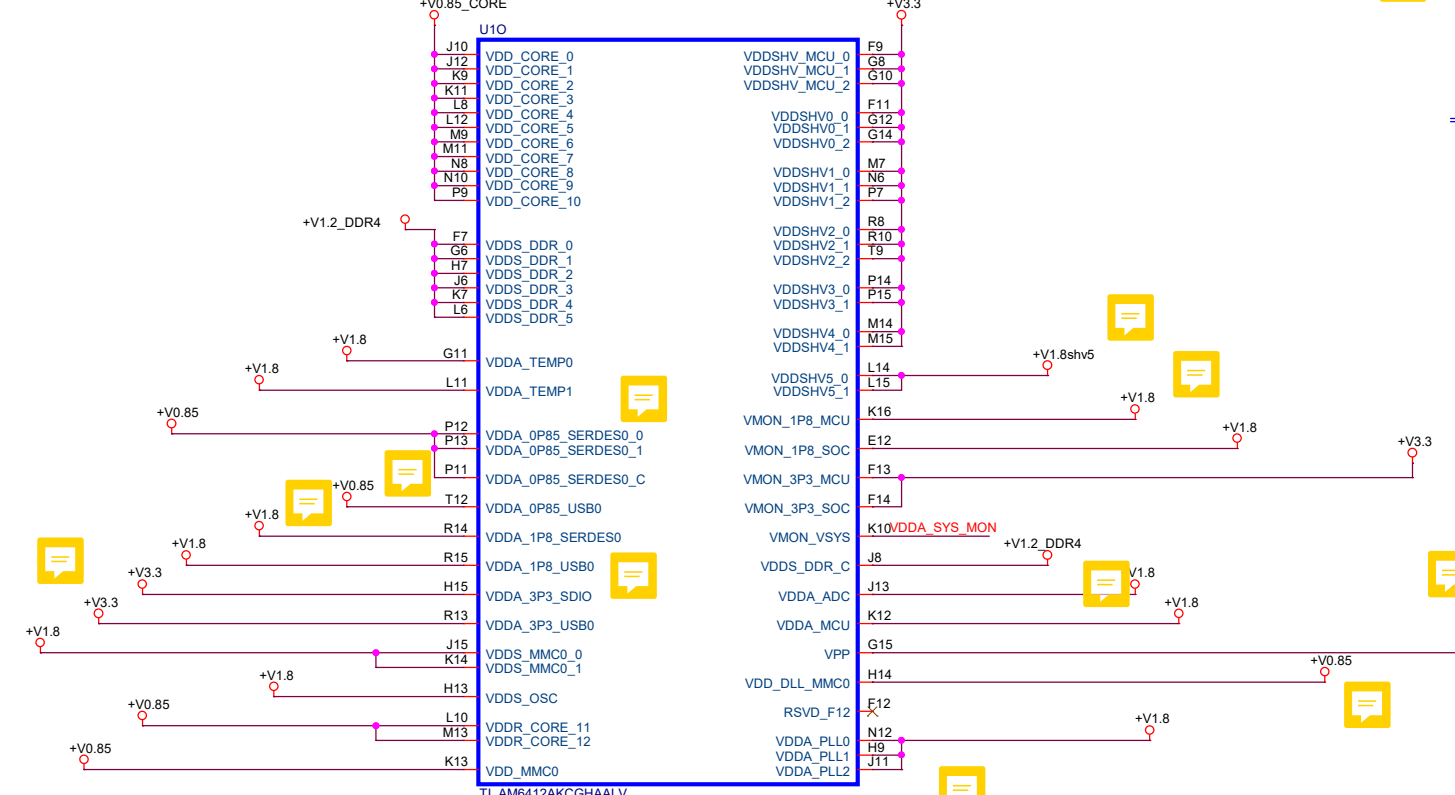 +V0.85_CORE
+V3.3
U1O
J10 VDD_CORE_0
J12 VDD_CORE_1
K9 VDD_CORE_2
K11 VDD_CORE_3
L8 VDD_CORE_4
L12 VDD_CORE_5
M9 VDD_CORE_6
M11 VDD_CORE_7
N8 VDD_CORE_8
N10 VDD_CORE_9
P9 VDD_CORE_10
+V1.2_DDR4
F7 VDDS_DDR_0
G6 VDDS_DDR_1
H7 VDDS_DDR_2
J6 VDDS_DDR_3
K7 VDDS_DDR_4
L6 VDDS_DDR_5
+V1.8
G11 VDDA_TEMP0
+V1.8
L11 VDDA_TEMP1
+V0.85
P12 VDDA_0P85_SERDES0_0
P13 VDDA_0P85_SERDES0_1
P11 VDDA_0P85_SERDES0_C
+V0.85
T12 VDDA_0P85_USB0
+V1.8
R14 VDDA_1P8_SERDES0
+V1.8
R15 VDDA_1P8_USB0
+V3.3
H15 VDDA_3P3_SDIO
+V3.3
R13 VDDA_3P3_USB0
+V1.8
J15 VDDS_MMC0_0
K14 VDDS_MMC0_1
+V1.8
H13 VDDS_OSC
+V0.85
L10 VDDR_CORE_11
M13 VDDR_CORE_12
+V0.85
K13 VDD_MMC0
VDDSHV_MCU_0 F9
VDDSHV_MCU_1 G8
VDDSHV_MCU_2 G10
VDDSHV0_0 F11
VDDSHV0_1 G12
VDDSHV0_2 G14
VDDSHV1_0 M7
VDDSHV1_1 N6
VDDSHV1_2 P7
VDDSHV2_0 R8
VDDSHV2_1 R10
VDDSHV2_2 T9
VDDSHV3_0 P14
VDDSHV3_1 P15
VDDSHV4_0 M14
VDDSHV4_1 M15
+V1.8shv5
VDDSHV5_0 L14
VDDSHV5_1 L15
+V1.8
VMON_1P8_MCU K16
+V1.8
VMON_1P8_SOC E12
+V3.3
VMON_3P3_MCU F13
VMON_3P3_SOC F14
VMON_VSYS K10 VDDA_SYS_MON
+V1.2_DDR4
VDDS_DDR_C J8
V1.8
VDDA_ADC J13
+V1.8
VDDA_MCU K12
VPP G15
+V0.85
VDD_DLL_MMC0 H14
RSVD_F12 F12
+V1.8
VDDA_PLL0 N12
VDDA_PLL1 H9
VDDA_PLL2 J11